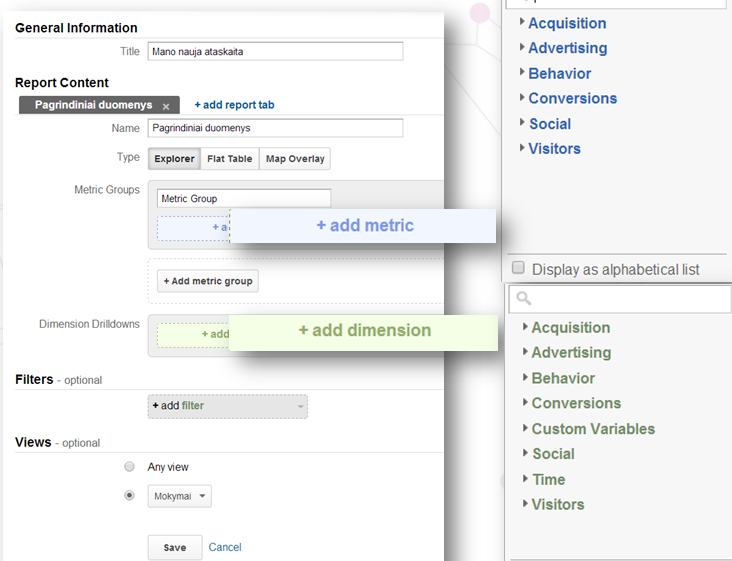 General Information
Title Mano nauja ataskaita
Report Content
Pagrindiniai duomenys x + add report tab
Name Pagrindiniai duomenys
Type Explorer Flat Table Map Overlay
Metric Groups
Metric Group
+ add metric
+ Add metric group
Dimension Drilldowns + add
+ add dimension
Filters - optional
+ add filter
Views - optional
Any view
Mokymai
Save Cancel
Acquisition
Advertising
Behavior
Conversions
Social
Visitors
Display as alphabetical list
Acquisition
Advertising
Behavior
Conversions
Custom Variables
Social
Time
Visitors